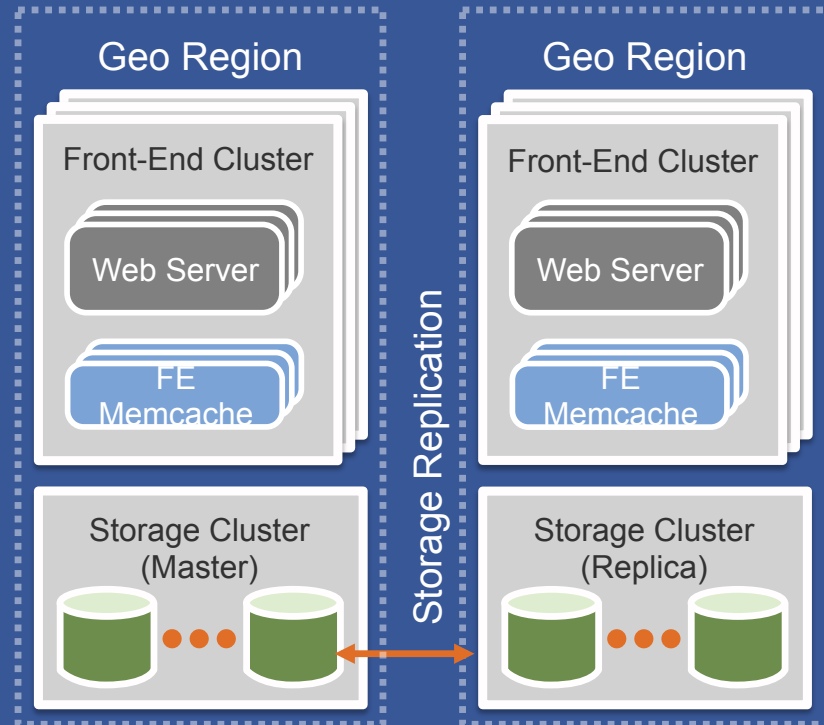 Geo Region
Front-End Cluster
Web Server
FE
Memcache
Storage Cluster
(Master)
Storage Replication
Geo Region
Front-End Cluster
Web Server
FE
Memcache
Storage Cluster
(Replica)